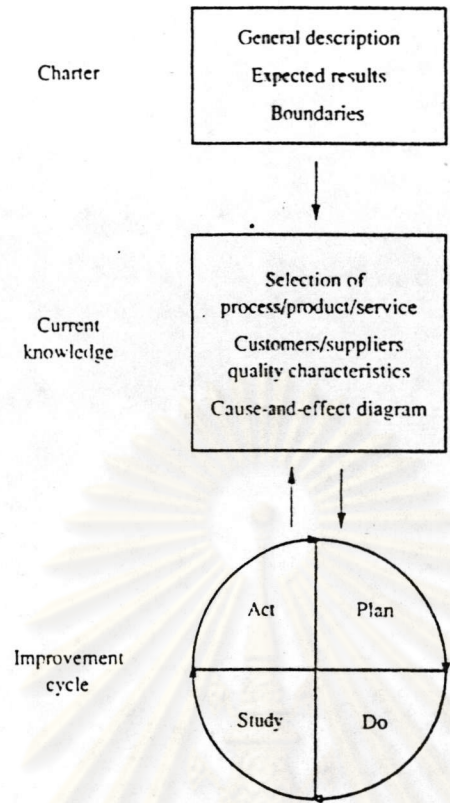 Charter
General description
Expected results
Boundaries
Current
knowledge
Selection of
process/product/service
Customers/suppliers
quality characteristics
Cause-and-effect diagram
Improvement
cycle
Act
Plan
Study
Do